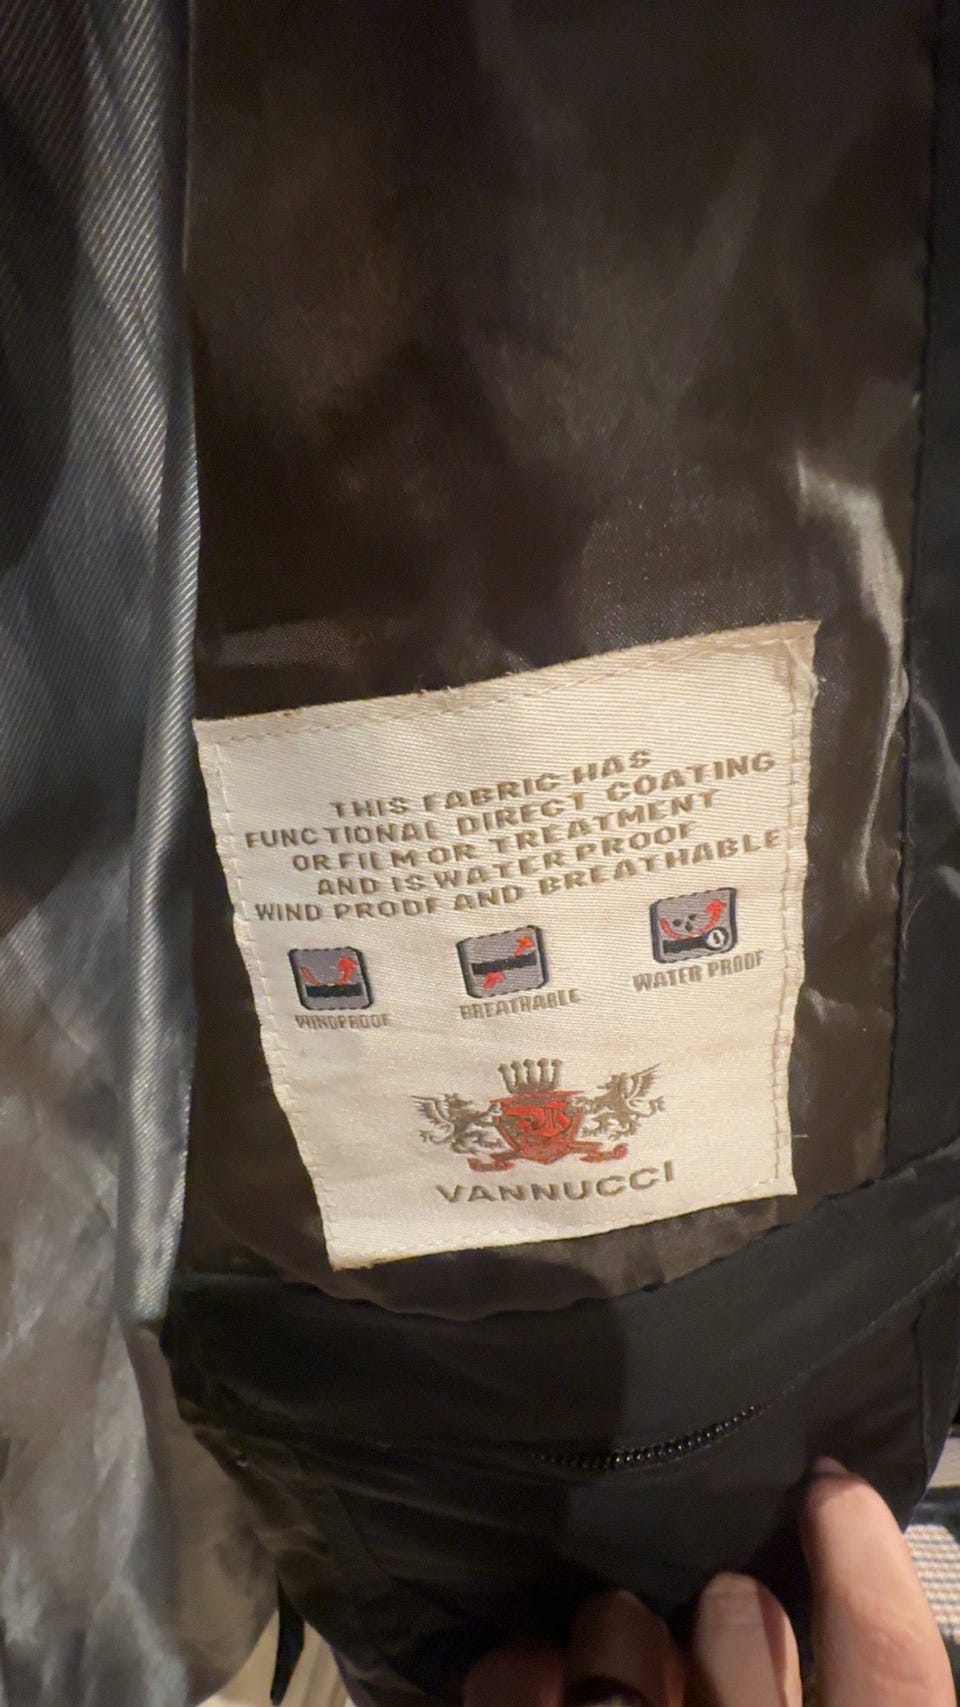 THIS FABRIC HAS
FUNCTIONAL DIRECT COATING
OR FILM OR TREATMENT
AND IS WATER PROOF
WIND PROOF AND BREATHABLE
WINDPROOF
BREATHABLE
WATER PROOF
VANNUCCI